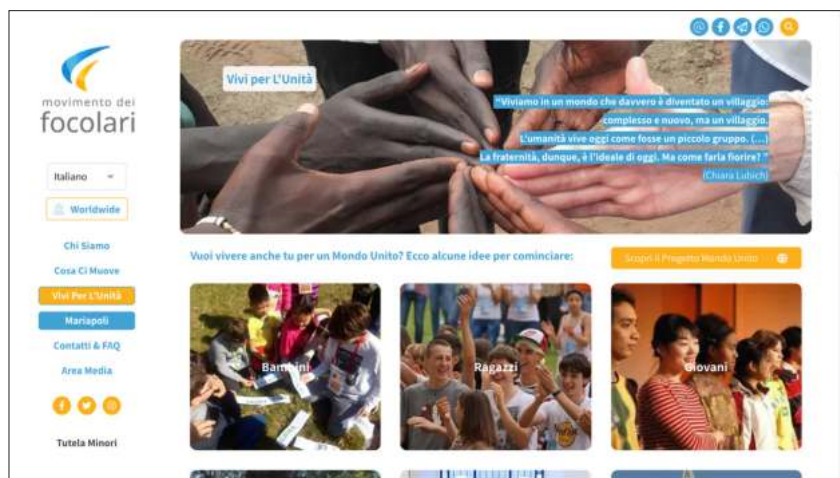 movimento dei
focolari
Italiano
Worldwide
Chi Siamo
Cosa Ci Muove
Vivi Per L'Unità
Mariapoli
Contatti & FAQ
Area Media
Tutela Minori
Vivi per L'Unità
"Viviamo in un mondo che davvero è diventato un villaggio:
complesso e nuovo, ma un villaggio.
L'umanità vive oggi come fosse un piccolo gruppo. (...)
La fraternità, dunque, è l'ideale di oggi. Ma come farla fiorire? "
(Chiara Lubich)
Vuoi vivere anche tu per un Mondo Unito? Ecco alcune idee per cominciare:
Scopri il Progetto Mondo Unito
Bambini
Ragazzi
Giovani